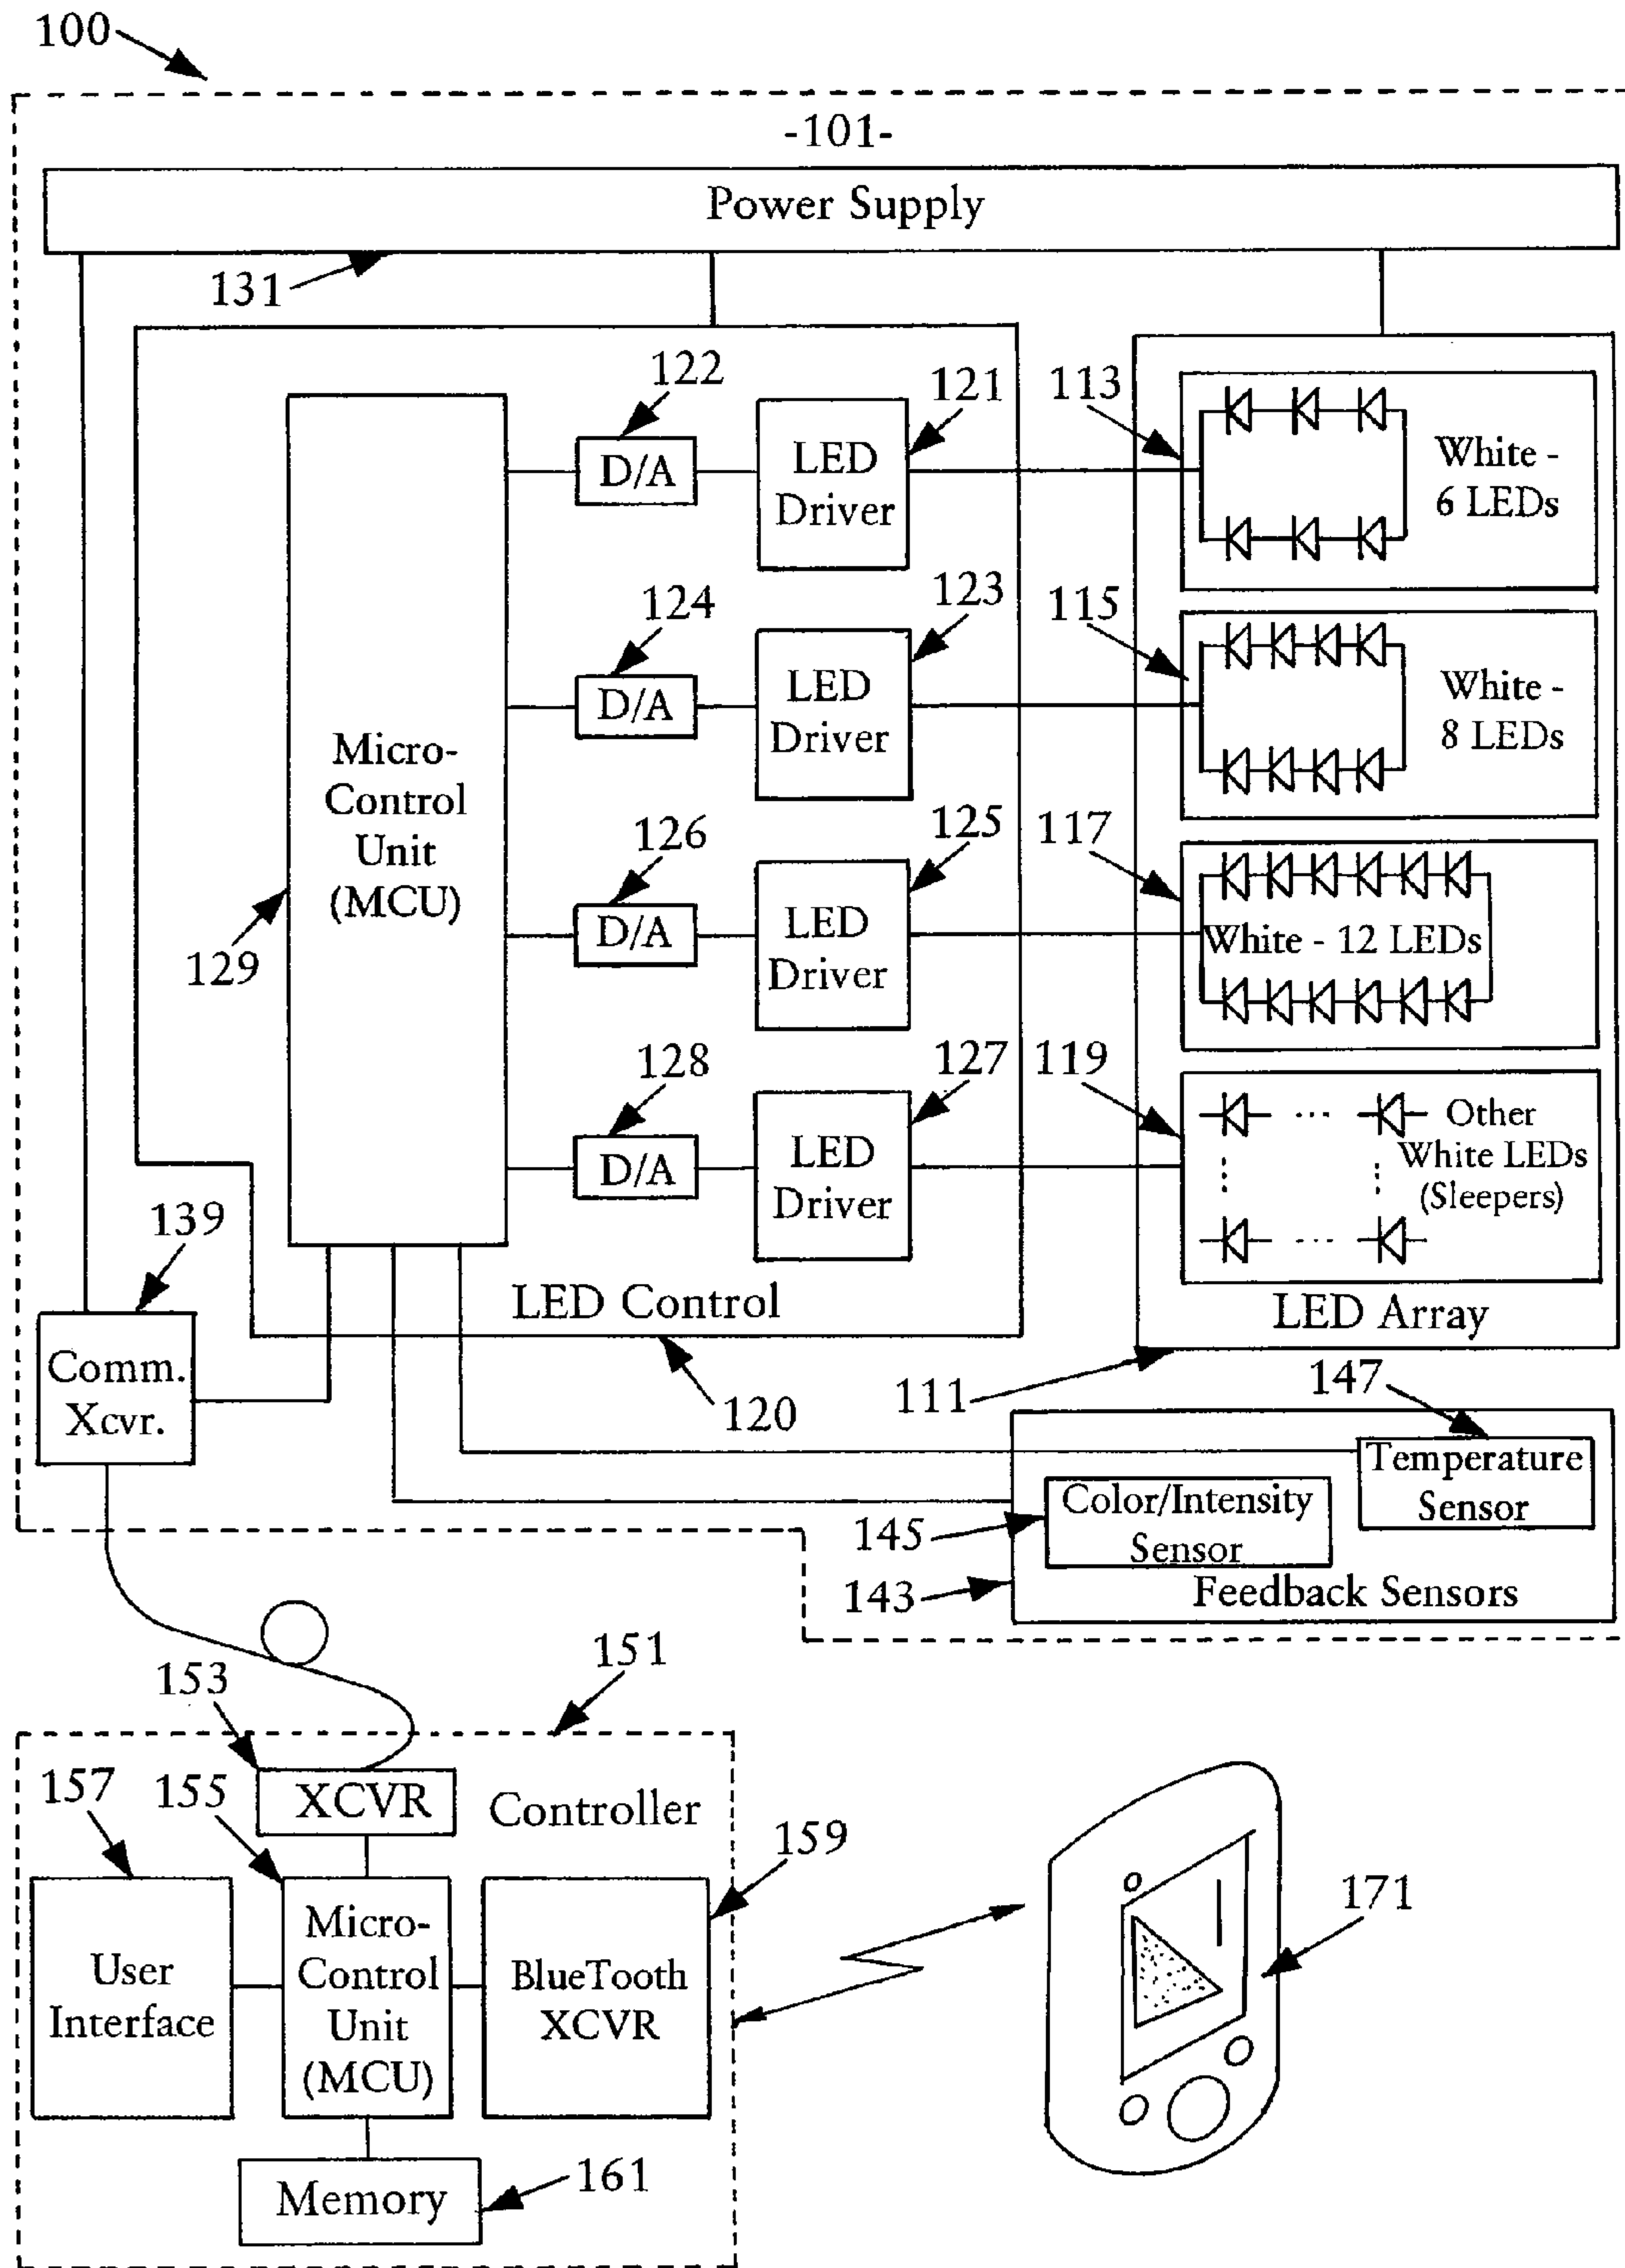 100
-101-
Power Supply
131
122
121
113
D/A
LED
Driver
White -
6 LEDs
124
123
115
D/A
LED
Driver
White -
8 LEDs
Micro-
Control
Unit
(MCU)
129
126
125
117
D/A
LED
Driver
White - 12 LEDs
128
127
119
D/A
LED
Driver
Other
White LEDs
(Sleepers)
139
LED Control
LED Array
Comm.
Xcvr.
120
111
147
Temperature
Sensor
145
Color/Intensity
Sensor
143
Feedback Sensors
151
153
157
155
XCVR
Controller
159
171
User
Interface
Micro-
Control
Unit
(MCU)
BlueTooth
XCVR
Memory
161